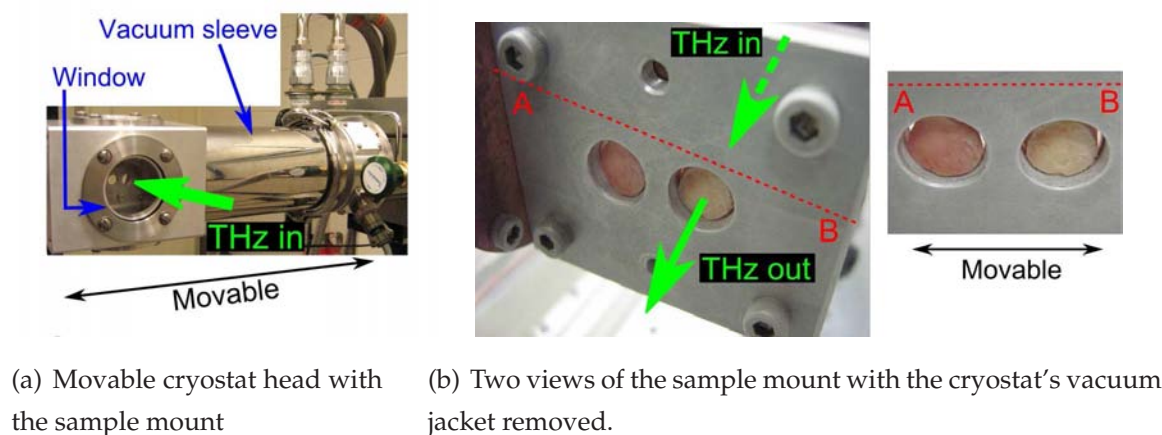 Vacuum sleeve
Window
THz in
Movable
THz in
A
B
THz out
A
B
Movable
(a) Movable cryostat head with
the sample mount
(b) Two views of the sample mount with the cryostat's vacuum
jacket removed.